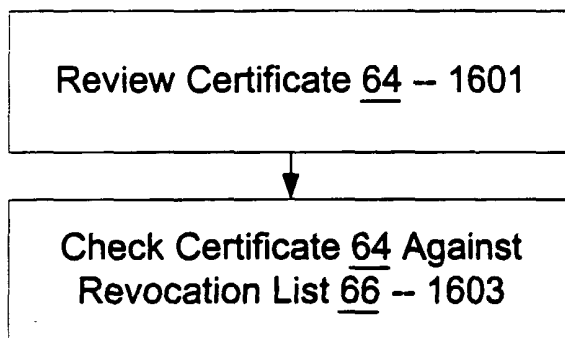 Review Certificate 64 – 1601
Check Certificate 64 Against
Revocation List 66 – 1603